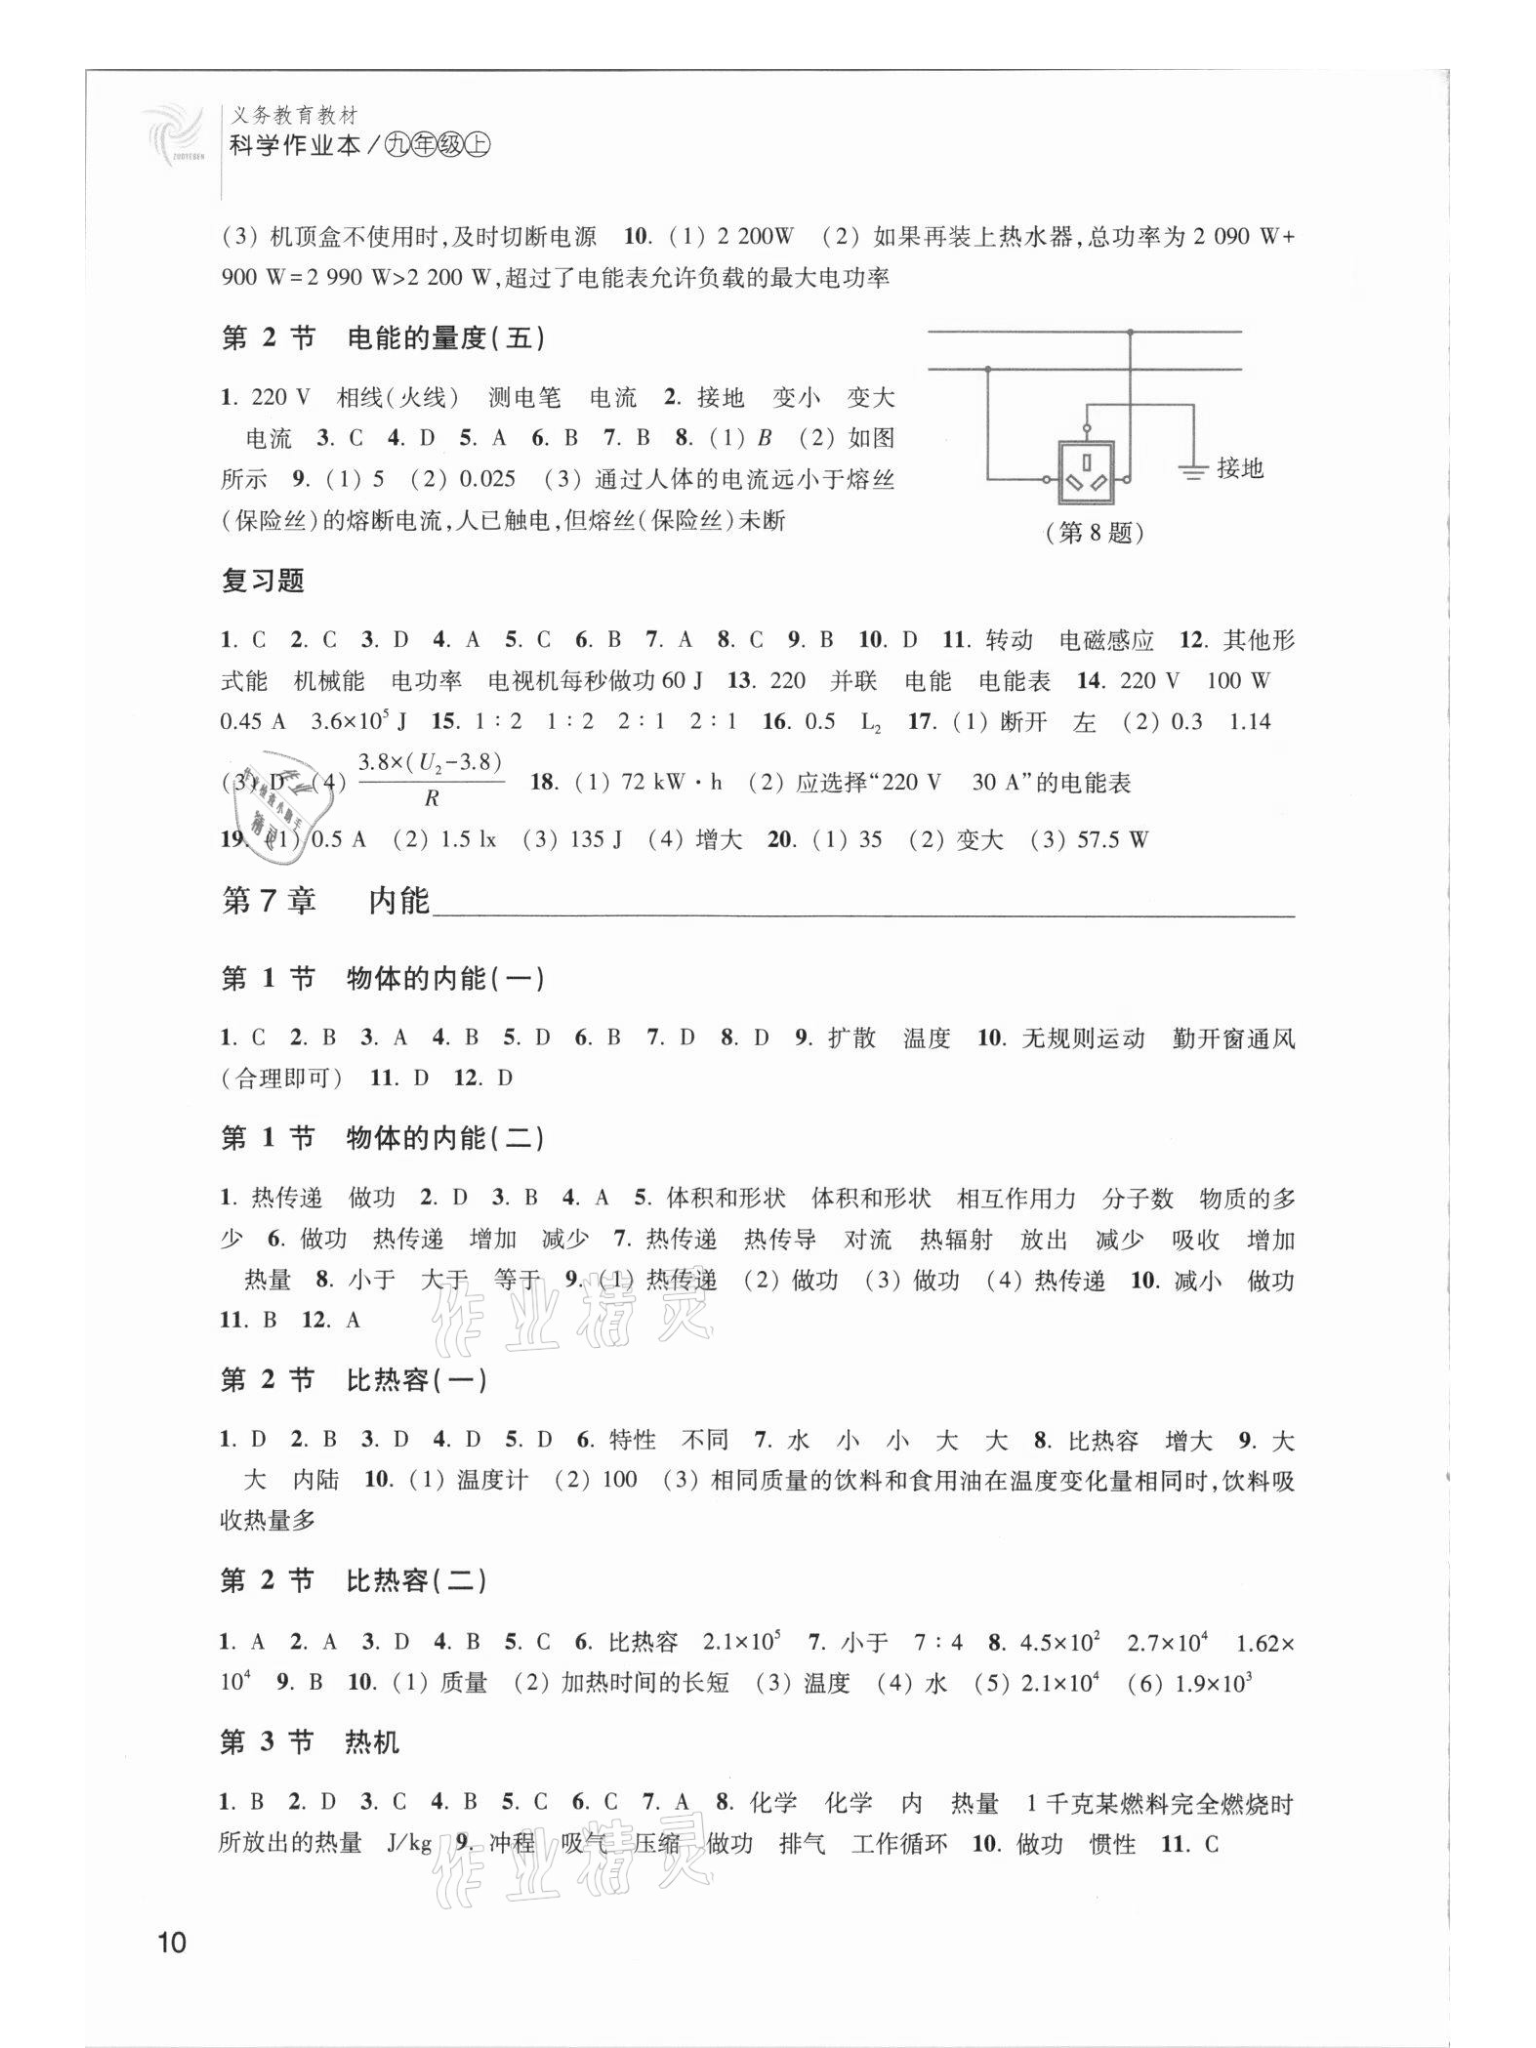 义务教育教材
科学作业本/九年级上
ZUOYEBEN
(3) 机顶盒不使用时,及时切断电源 10. (1) 2 200W (2) 如果再装上热水器,总功率为 2 090 W+
900 W=2 990 W>2 200 W,超过了电能表允许负载的最大电功率
第 2 节 电能的量度(五)
1. 220 V 相线(火线) 测电笔 电流 2. 接地 变小 变大
电流 3. C 4. D 5. A 6. B 7. B 8. (1) B (2) 如图
所示 9. (1) 5 (2) 0.025 (3) 通过人体的电流远小于熔丝
(保险丝)的熔断电流,人已触电,但熔丝(保险丝)未断
接地
(第 8 题)
复习题
1. C 2. C 3. D 4. A 5. C 6. B 7. A 8. C 9. B 10. D 11. 转动 电磁感应 12. 其他形
式能 机械能 电功率 电视机每秒做功 60 J 13. 220 并联 电能 电能表 14. 220 V 100 W
0.45 A 3.6×10⁵ J 15. 1∶2 1∶2 2∶1 2∶1 16. 0.5 L₂ 17. (1) 断开 左 (2) 0.3 1.14
(3) D (4) 3.8×(U₂-3.8)/R 18. (1) 72 kW·h (2) 应选择“220 V 30 A”的电能表
19. (1) 0.5 A (2) 1.5 lx (3) 135 J (4) 增大 20. (1) 35 (2) 变大 (3) 57.5 W
第 7 章 内能
第 1 节 物体的内能(一)
1. C 2. B 3. A 4. B 5. D 6. B 7. D 8. D 9. 扩散 温度 10. 无规则运动 勤开窗通风
(合理即可) 11. D 12. D
第 1 节 物体的内能(二)
1. 热传递 做功 2. D 3. B 4. A 5. 体积和形状 体积和形状 相互作用力 分子数 物质的多
少 6. 做功 热传递 增加 减少 7. 热传递 热传导 对流 热辐射 放出 减少 吸收 增加
热量 8. 小于 大于 等于 9. (1) 热传递 (2) 做功 (3) 做功 (4) 热传递 10. 减小 做功
11. B 12. A
作业精灵
第 2 节 比热容(一)
1. D 2. B 3. D 4. D 5. D 6. 特性 不同 7. 水 小 小 大 大 8. 比热容 增大 9. 大
大 内陆 10. (1) 温度计 (2) 100 (3) 相同质量的饮料和食用油在温度变化量相同时,饮料吸
收热量多
第 2 节 比热容(二)
1. A 2. A 3. D 4. B 5. C 6. 比热容 2.1×10⁵ 7. 小于 7∶4 8. 4.5×10² 2.7×10⁴ 1.62×
10⁴ 9. B 10. (1) 质量 (2) 加热时间的长短 (3) 温度 (4) 水 (5) 2.1×10⁴ (6) 1.9×10³
第 3 节 热机
1. B 2. D 3. C 4. B 5. C 6. C 7. A 8. 化学 化学 内 热量 1 千克某燃料完全燃烧时
所放出的热量 J/kg 9. 冲程 吸气 压缩 做功 排气 工作循环 10. 做功 惯性 11. C
作业精灵
10